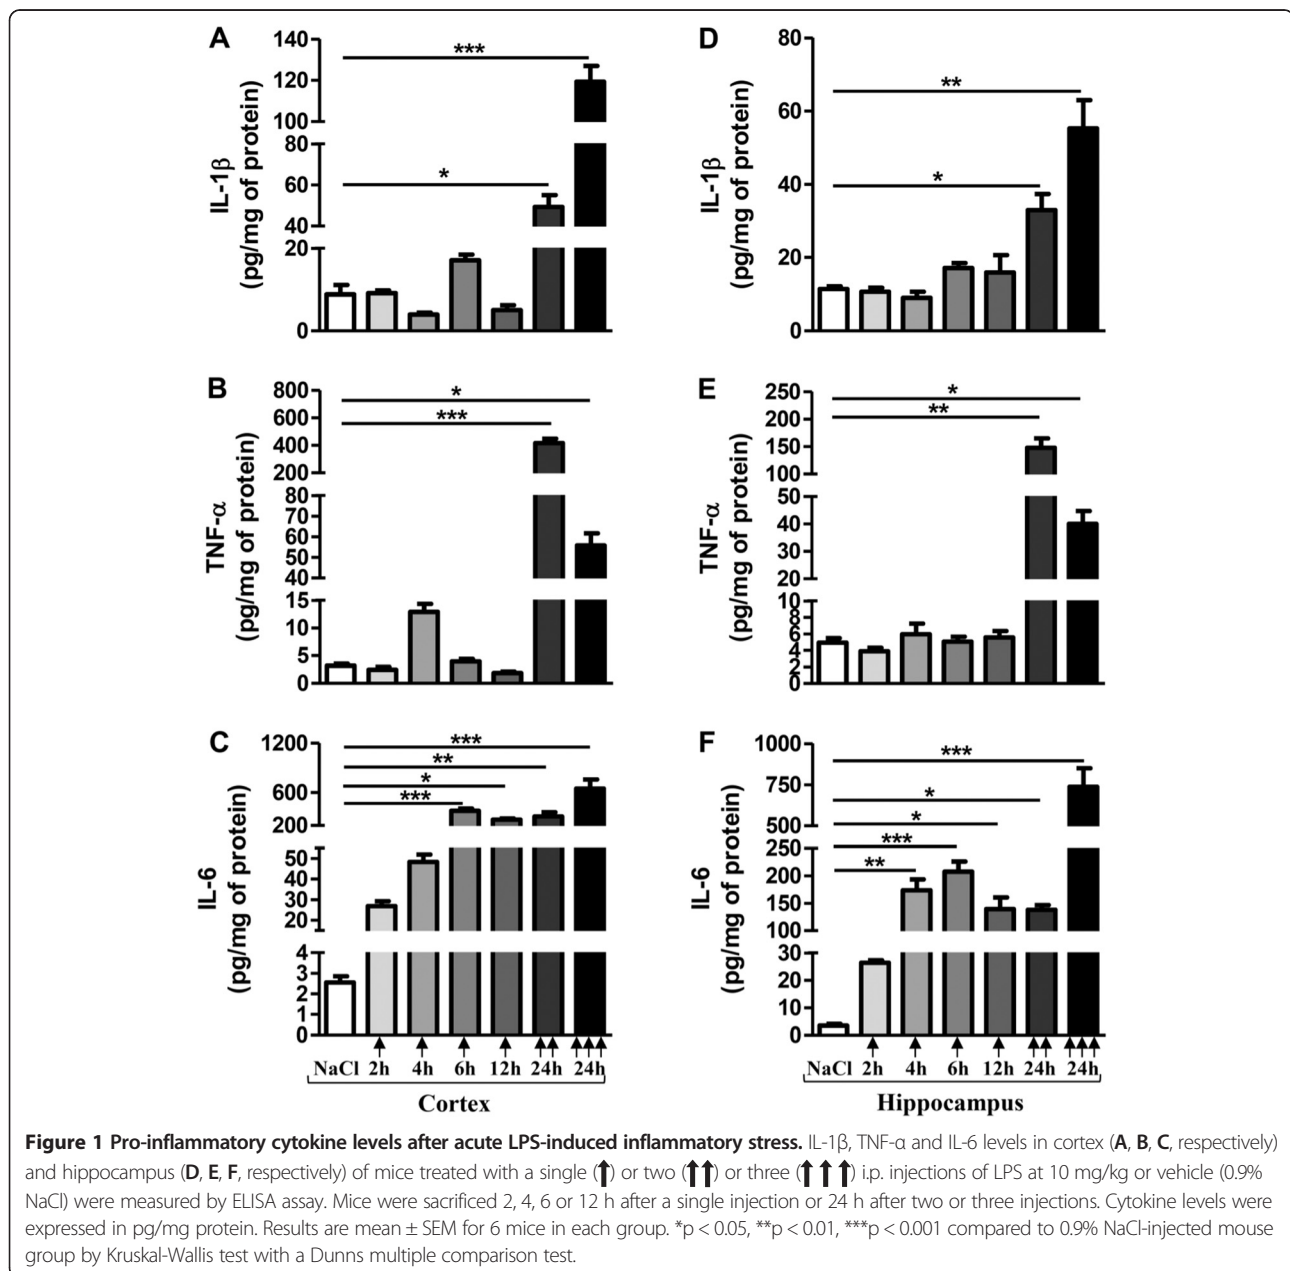 A
140
120
100
80
60
40
20
0
IL-1β
(pg/mg of protein)
***
*
D
80
60
40
20
0
IL-1β
(pg/mg of protein)
**
*
B
800
600
400
200
80
70
60
50
40
15
10
5
0
TNF-α
(pg/mg of protein)
*
***
E
250
200
150
100
50
40
30
20
10
8
6
4
2
0
TNF-α
(pg/mg of protein)
*
**
C
1200
600
200
50
40
30
20
4
3
2
1
0
IL-6
(pg/mg of protein)
***
**
*
***
NaCl 2h 4h 6h 12h 24h 24h
Cortex
F
1000
750
500
250
200
150
100
30
20
10
0
IL-6
(pg/mg of protein)
***
*
*
***
**
NaCl 2h 4h 6h 12h 24h 24h
Hippocampus
Figure 1 Pro-inflammatory cytokine levels after acute LPS-induced inflammatory stress. IL-1β, TNF-α and IL-6 levels in cortex (A, B, C, respectively)
and hippocampus (D, E, F, respectively) of mice treated with a single (↑) or two (↑↑) or three (↑↑↑) i.p. injections of LPS at 10 mg/kg or vehicle (0.9%
NaCl) were measured by ELISA assay. Mice were sacrificed 2, 4, 6 or 12 h after a single injection or 24 h after two or three injections. Cytokine levels were
expressed in pg/mg protein. Results are mean ± SEM for 6 mice in each group. *p < 0.05, **p < 0.01, ***p < 0.001 compared to 0.9% NaCl-injected mouse
group by Kruskal-Wallis test with a Dunns multiple comparison test.